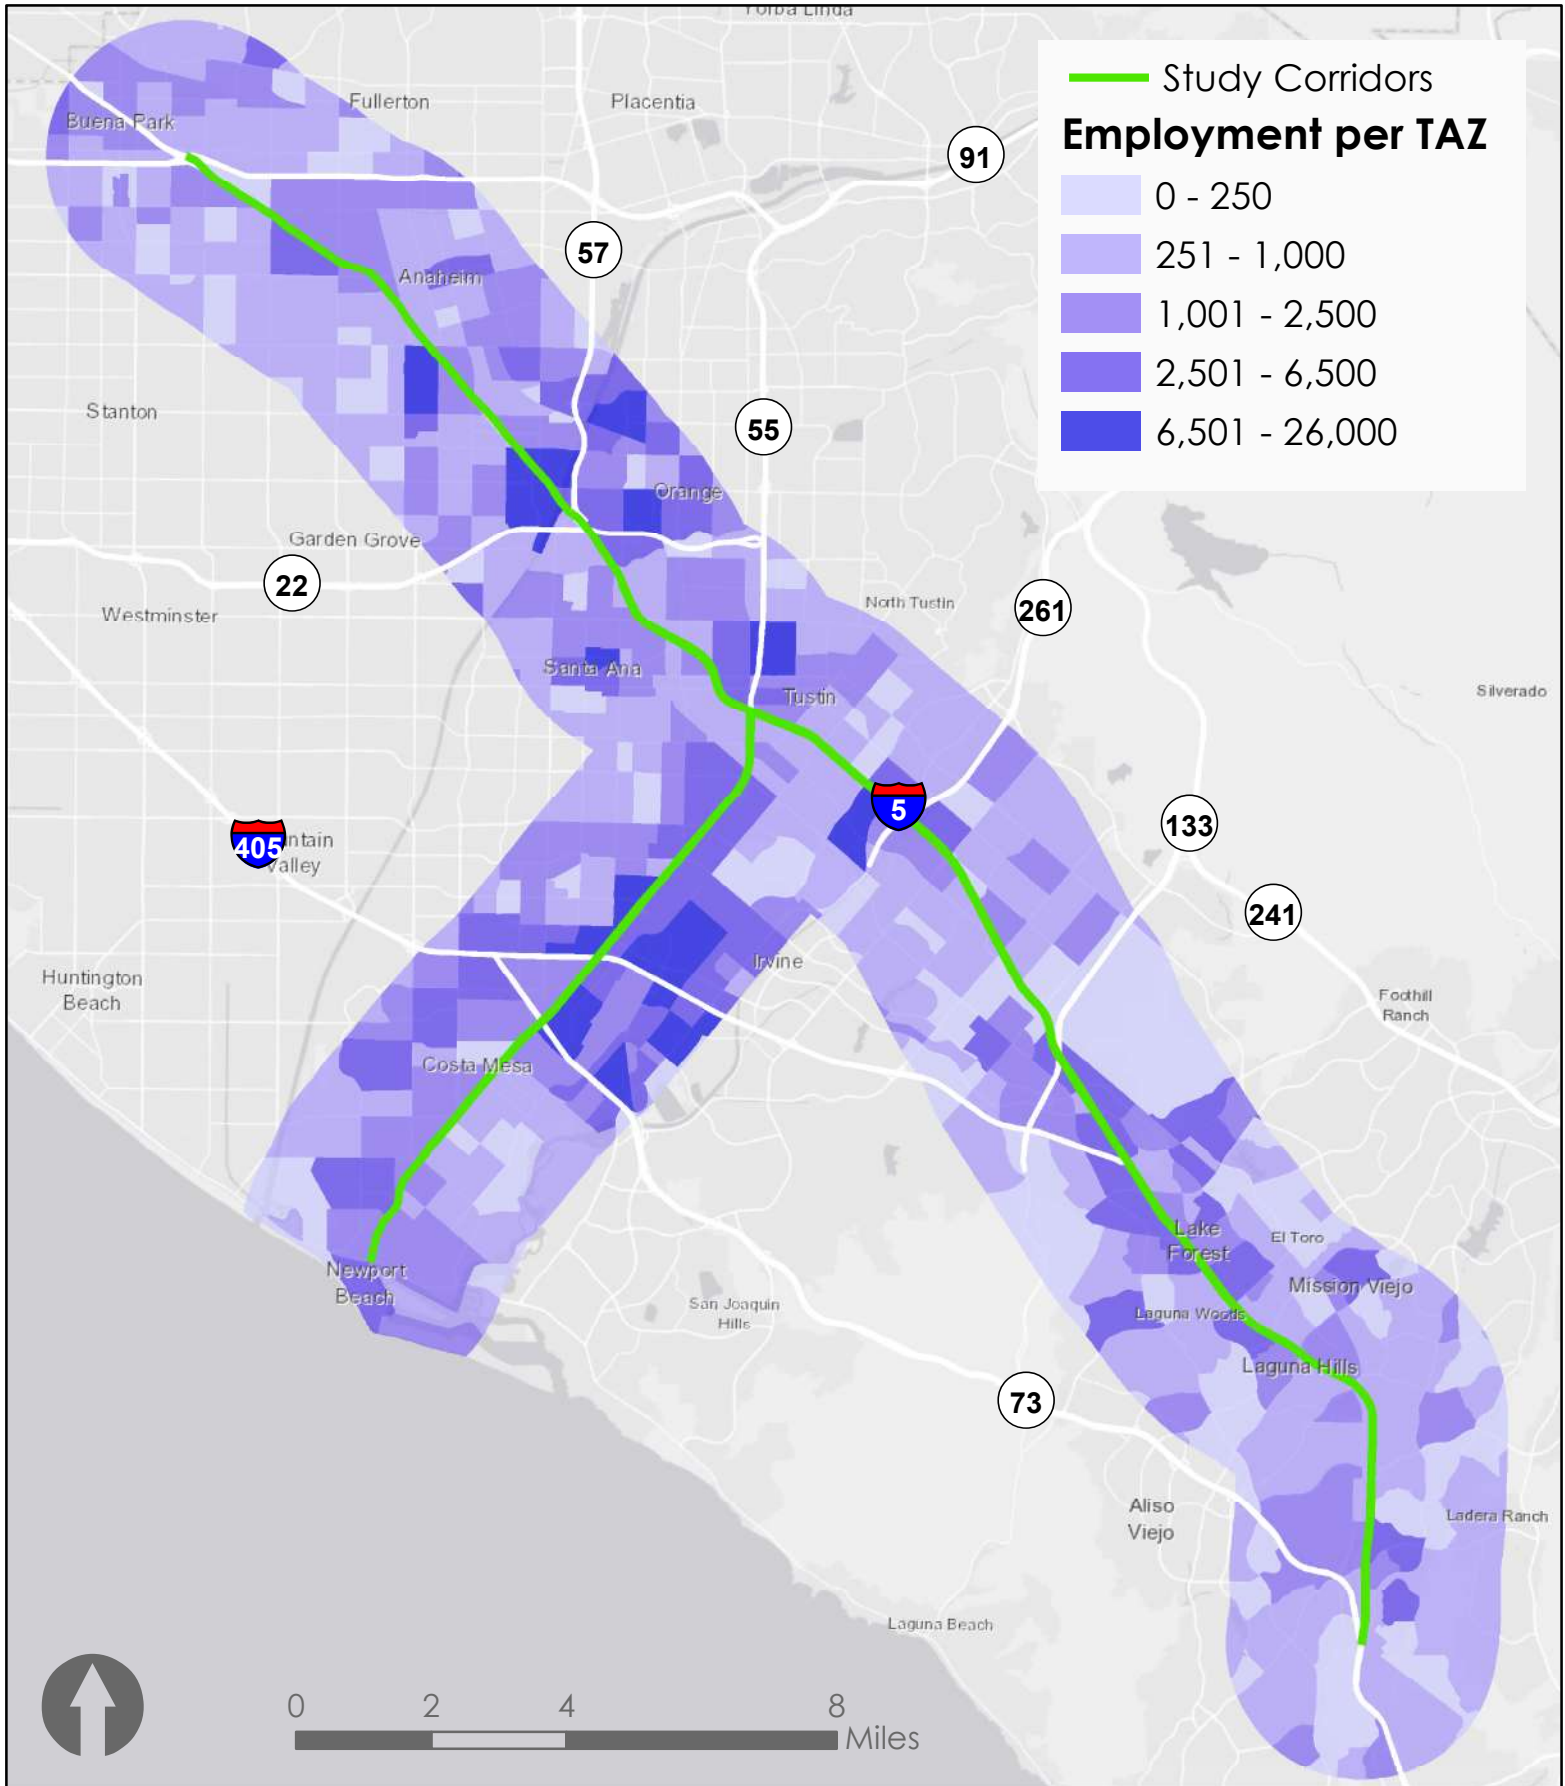 Yorba Linda
Study Corridors
Employment per TAZ
0 - 250
251 - 1,000
1,001 - 2,500
2,501 - 6,500
6,501 - 26,000
Fullerton
Placentia
Buena Park
91
57
Anaheim
Stanton
55
Orange
Garden Grove
22
Westminster
North Tustin
261
Santa Ana
Tustin
Silverado
5
133
405
ntain
Valley
241
Irvine
Huntington
Beach
Foothill
Ranch
Costa Mesa
Lake
Forest
El Toro
Newport
Beach
Mission Viejo
San Joaquin
Hills
Laguna Woods
Laguna Hills
73
Aliso
Viejo
Ladera Ranch
Laguna Beach
0 2 4 8
Miles